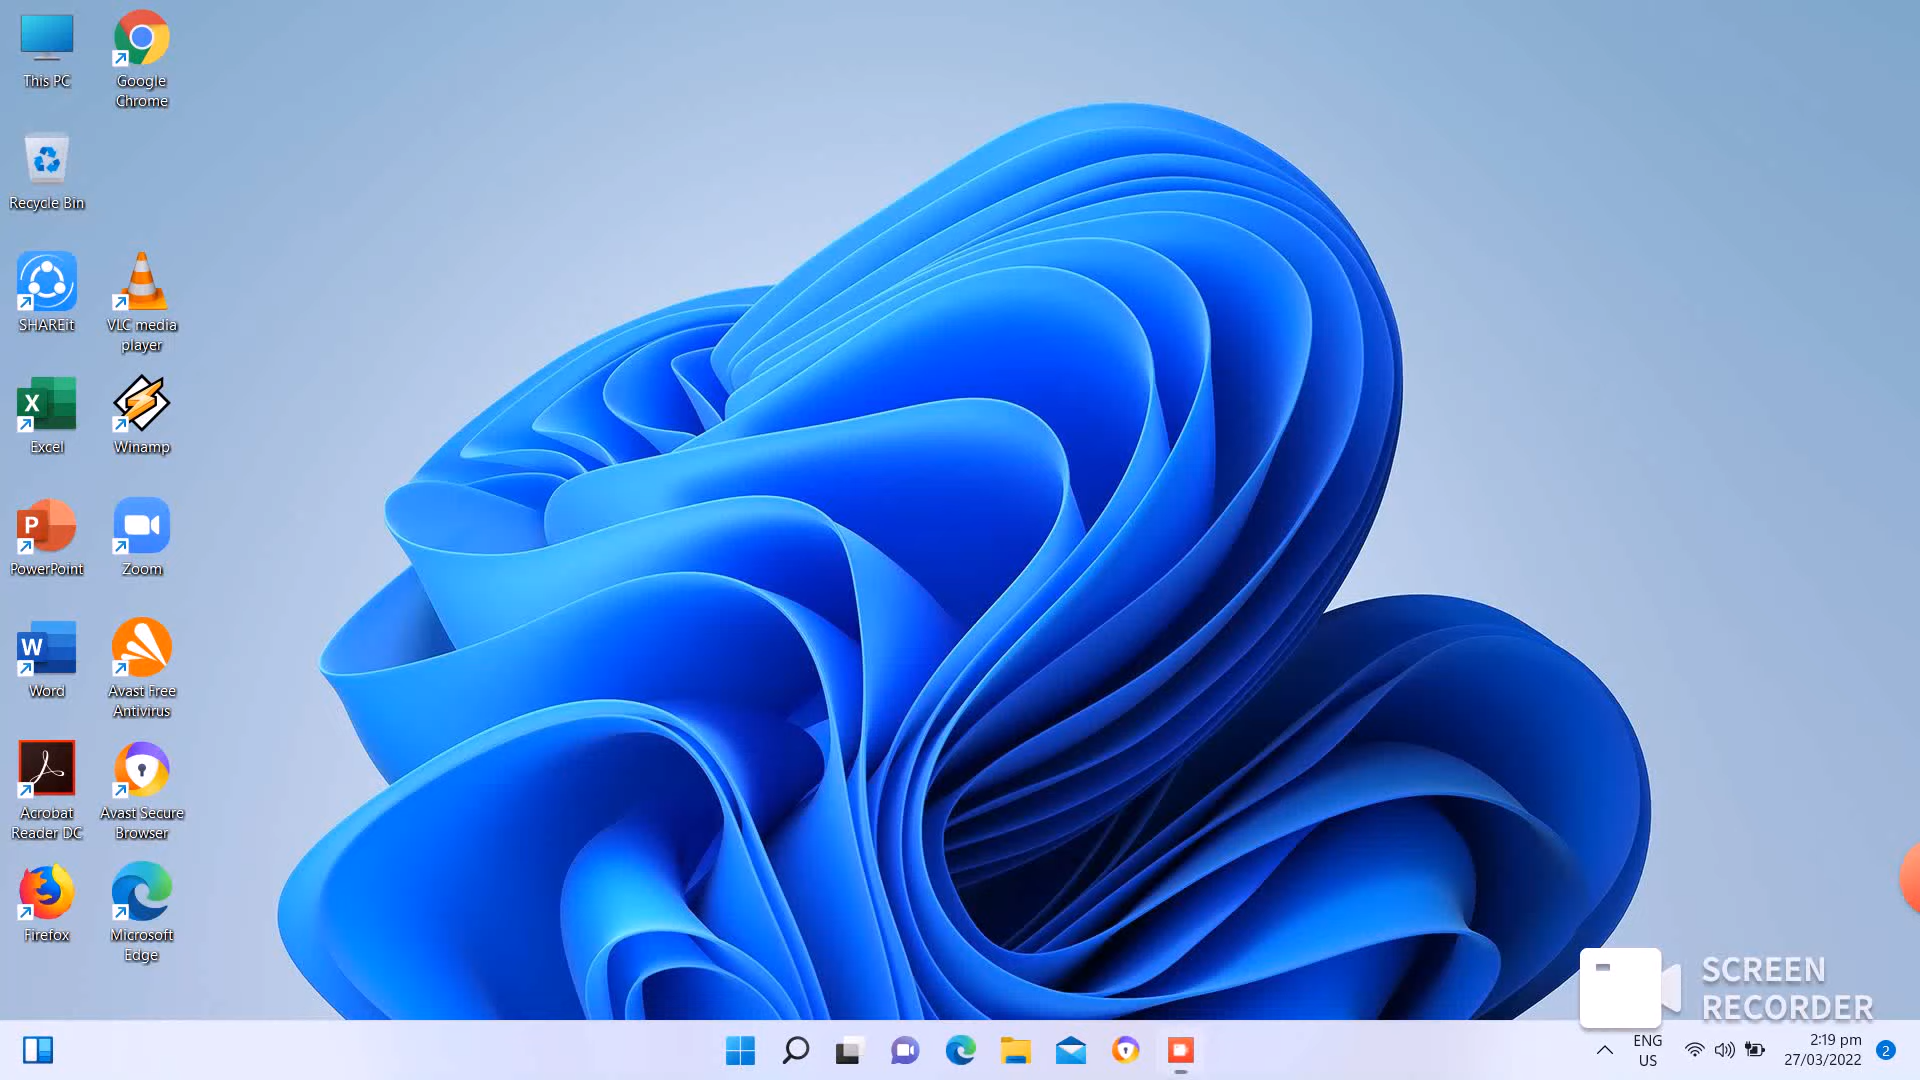 This PC
Google
Chrome
Recycle Bin
SHAREit
VLC media
player
X
Excel
Winamp
P
PowerPoint
Zoom
W
Word
Avast Free
Antivirus
Acrobat
Reader DC
Avast Secure
Browser
Firefox
Microsoft
Edge
SCREEN
RECORDER
ENG
US
2:19 pm
27/03/2022
2